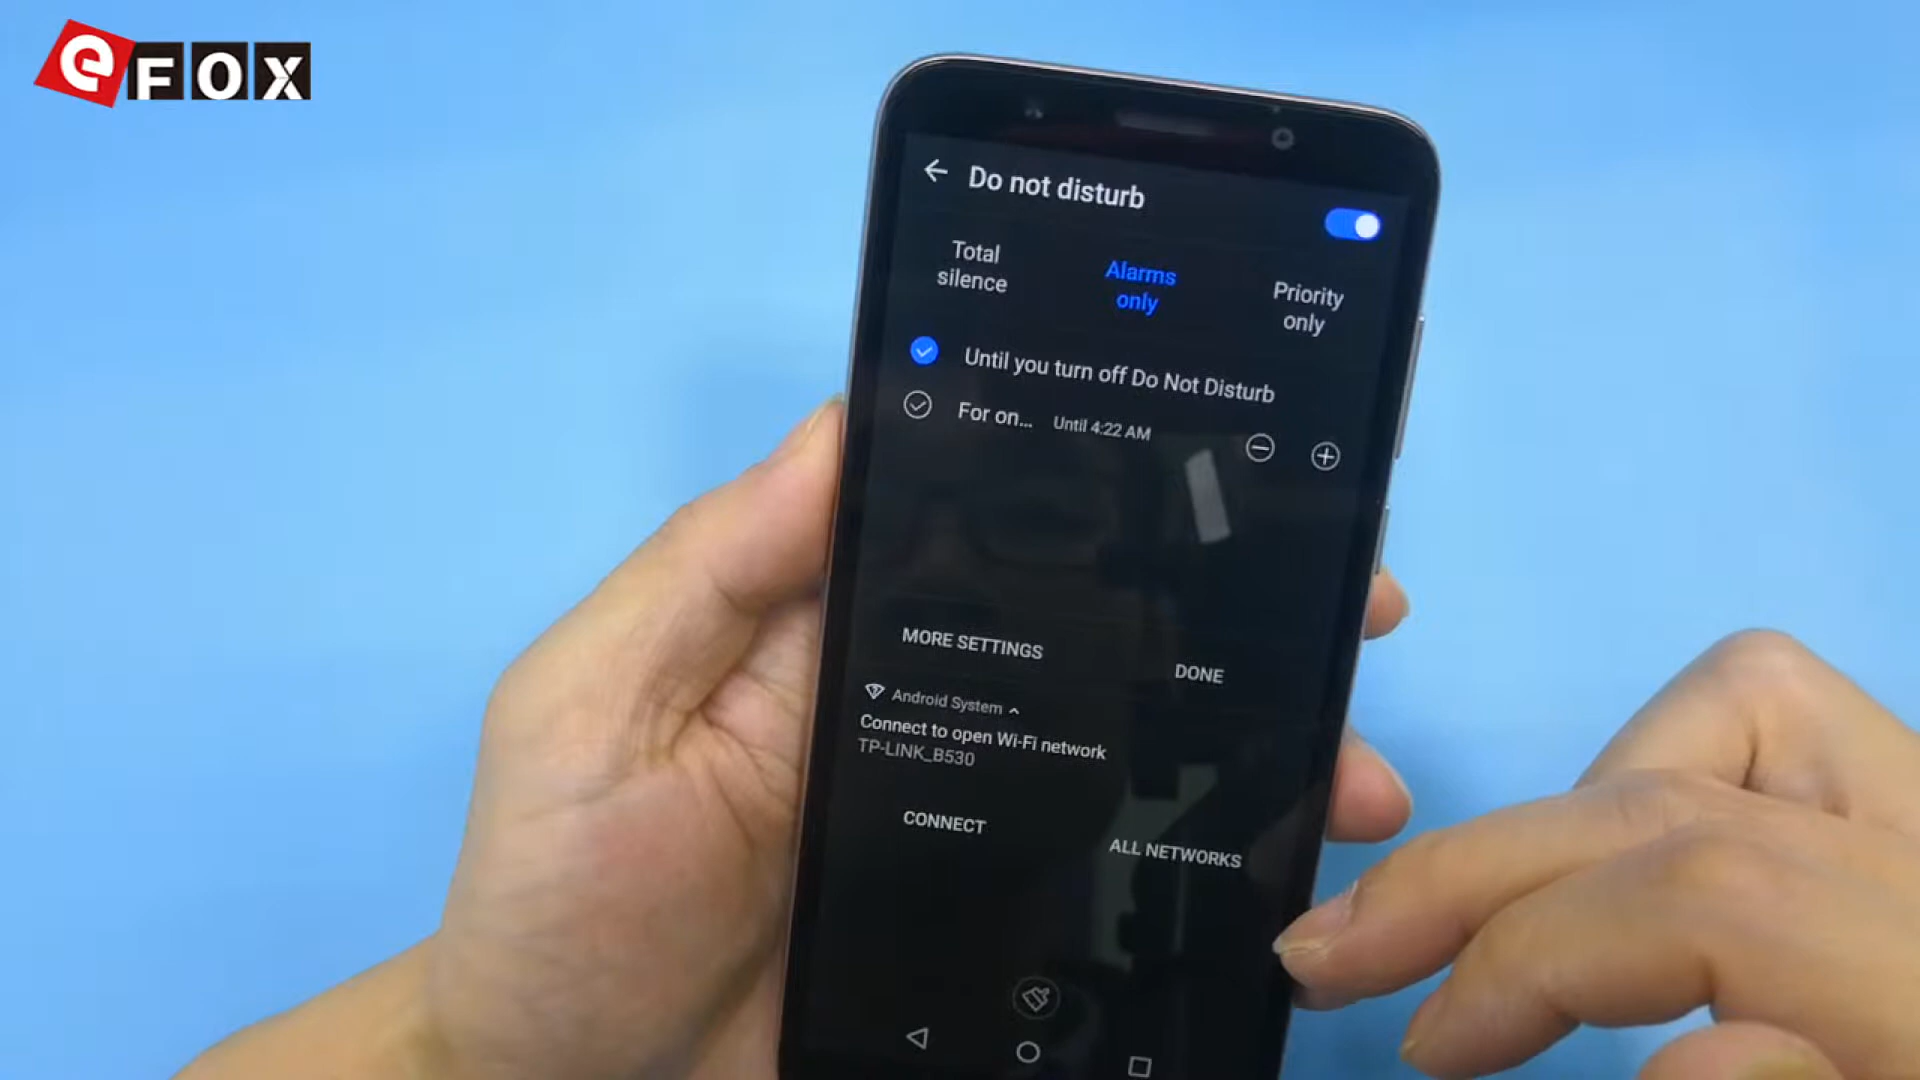 eFOX
Do not disturb
Total
silence
Alarms
only
Priority
only
Until you turn off Do Not Disturb
For on... Until 4:22 AM
MORE SETTINGS
DONE
Android System
Connect to open Wi-Fi network
TP-LINK_B530
CONNECT
ALL NETWORKS